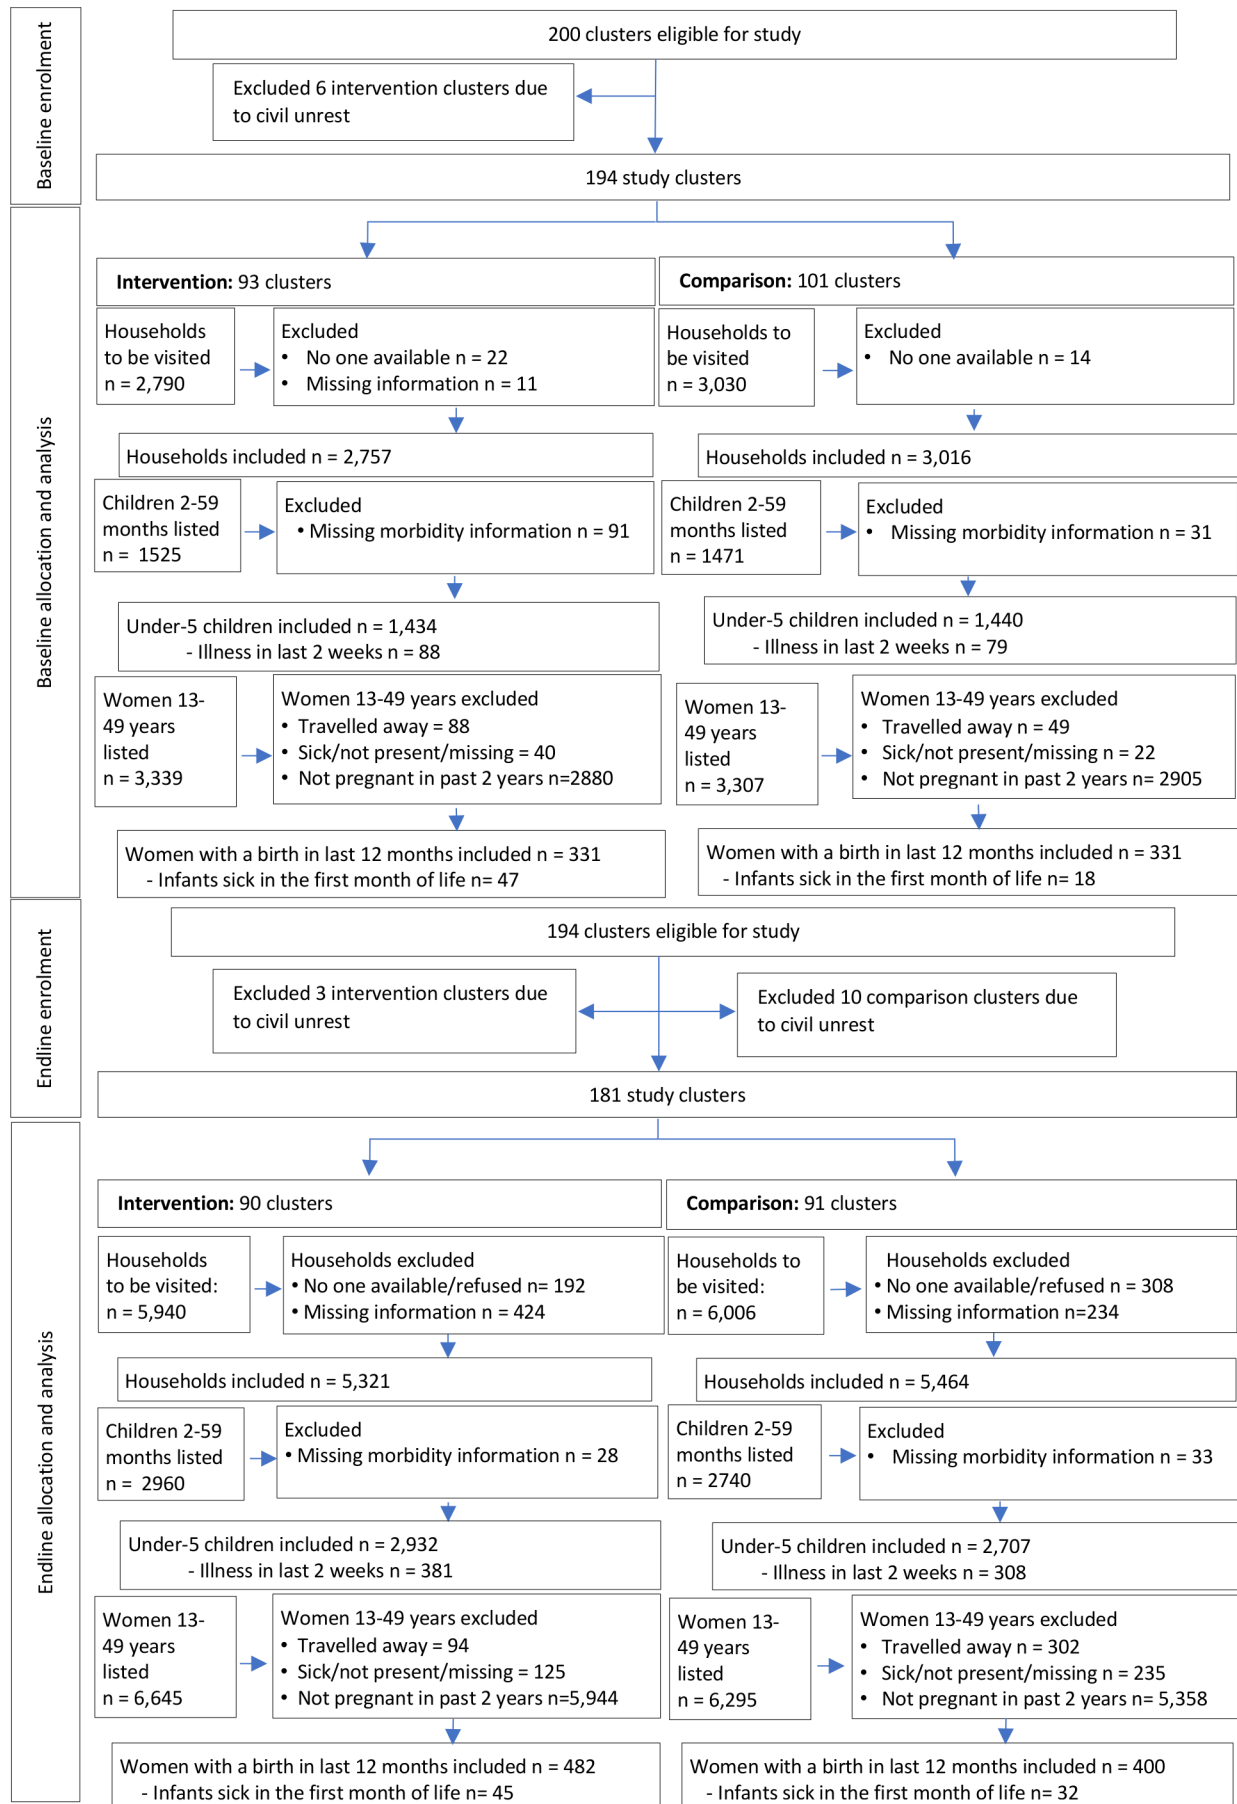 Baseline enrolment
200 clusters eligible for study
Excluded 6 intervention clusters due
to civil unrest
194 study clusters
Baseline allocation and analysis
Intervention: 93 clusters
Households
to be visited
n = 2,790
Excluded
• No one available n = 22
• Missing information n = 11
Households included n = 2,757
Children 2-59
months listed
n = 1525
Excluded
• Missing morbidity information n = 91
Under-5 children included n = 1,434
- Illness in last 2 weeks n = 88
Women 13-
49 years
listed
n = 3,339
Women 13-49 years excluded
• Travelled away = 88
• Sick/not present/missing = 40
• Not pregnant in past 2 years n=2880
Women with a birth in last 12 months included n = 331
- Infants sick in the first month of life n= 47
Comparison: 101 clusters
Households to
be visited
n = 3,030
Excluded
• No one available n = 14
Households included n = 3,016
Children 2-59
months listed
n = 1471
Excluded
• Missing morbidity information n = 31
Under-5 children included n = 1,440
- Illness in last 2 weeks n = 79
Women 13-
49 years
listed
n = 3,307
Women 13-49 years excluded
• Travelled away n = 49
• Sick/not present/missing n = 22
• Not pregnant in past 2 years n= 2905
Women with a birth in last 12 months included n = 331
- Infants sick in the first month of life n= 18
Endline enrolment
194 clusters eligible for study
Excluded 3 intervention clusters due
to civil unrest
Excluded 10 comparison clusters due
to civil unrest
181 study clusters
Endline allocation and analysis
Intervention: 90 clusters
Households
to be visited:
n = 5,940
Households excluded
• No one available/refused n= 192
• Missing information n = 424
Households included n = 5,321
Children 2-59
months listed
n = 2960
Excluded
• Missing morbidity information n = 28
Under-5 children included n = 2,932
- Illness in last 2 weeks n = 381
Women 13-
49 years
listed
n = 6,645
Women 13-49 years excluded
• Travelled away = 94
• Sick/not present/missing = 125
• Not pregnant in past 2 years n=5,944
Women with a birth in last 12 months included n = 482
- Infants sick in the first month of life n= 45
Comparison: 91 clusters
Households to
be visited:
n = 6,006
Households excluded
• No one available/refused n = 308
• Missing information n=234
Households included n = 5,464
Children 2-59
months listed
n = 2740
Excluded
• Missing morbidity information n = 33
Under-5 children included n = 2,707
- Illness in last 2 weeks n = 308
Women 13-
49 years
listed
n = 6,295
Women 13-49 years excluded
• Travelled away n = 302
• Sick/not present/missing n = 235
• Not pregnant in past 2 years n= 5,358
Women with a birth in last 12 months included n = 400
- Infants sick in the first month of life n= 32